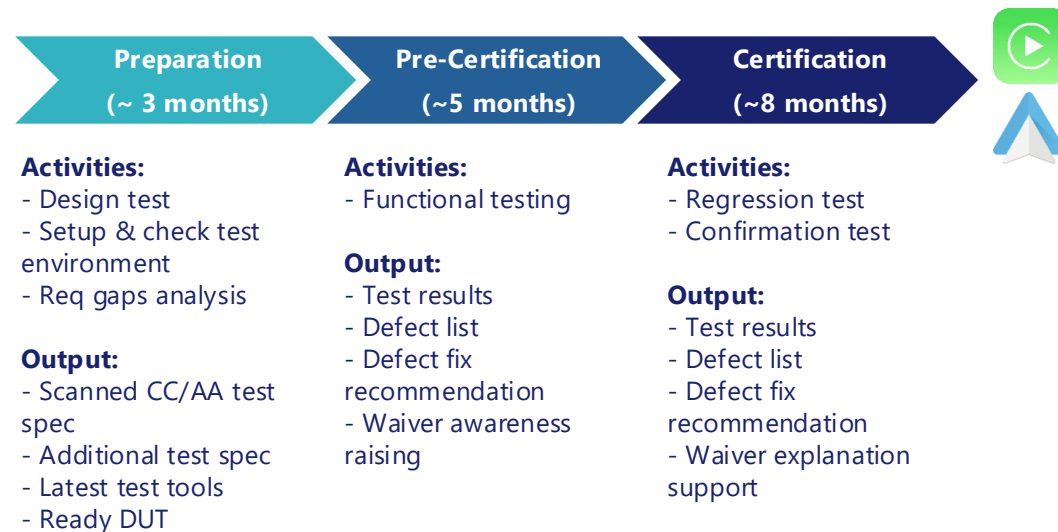 Preparation
(~ 3 months)
Pre-Certification
(~5 months)
Certification
(~8 months)
Activities:
- Design test
- Setup & check test
environment
- Req gaps analysis
Output:
- Scanned CC/AA test
spec
- Additional test spec
- Latest test tools
- Ready DUT
Activities:
- Functional testing
Output:
- Test results
- Defect list
- Defect fix
recommendation
- Waiver awareness
raising
Activities:
- Regression test
- Confirmation test
Output:
- Test results
- Defect list
- Defect fix
recommendation
- Waiver explanation
support